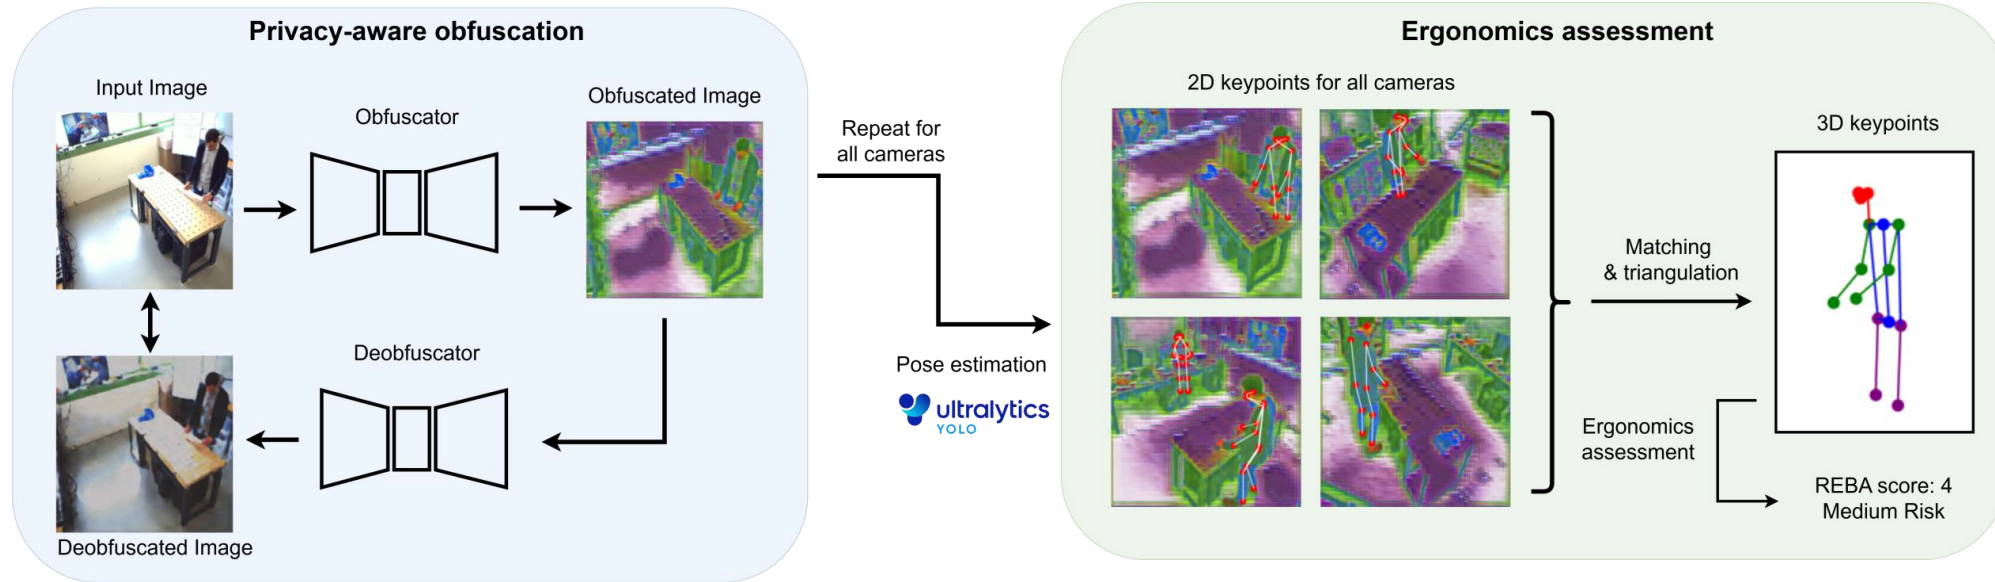 Privacy-aware obfuscation
Input Image
Obfuscator
Obfuscated Image
Deobfuscator
Deobfuscated Image
Repeat for
all cameras
Pose estimation
ultralytics
YOLO
Ergonomics assessment
2D keypoints for all cameras
Matching
& triangulation
3D keypoints
Ergonomics
assessment
REBA score: 4
Medium Risk